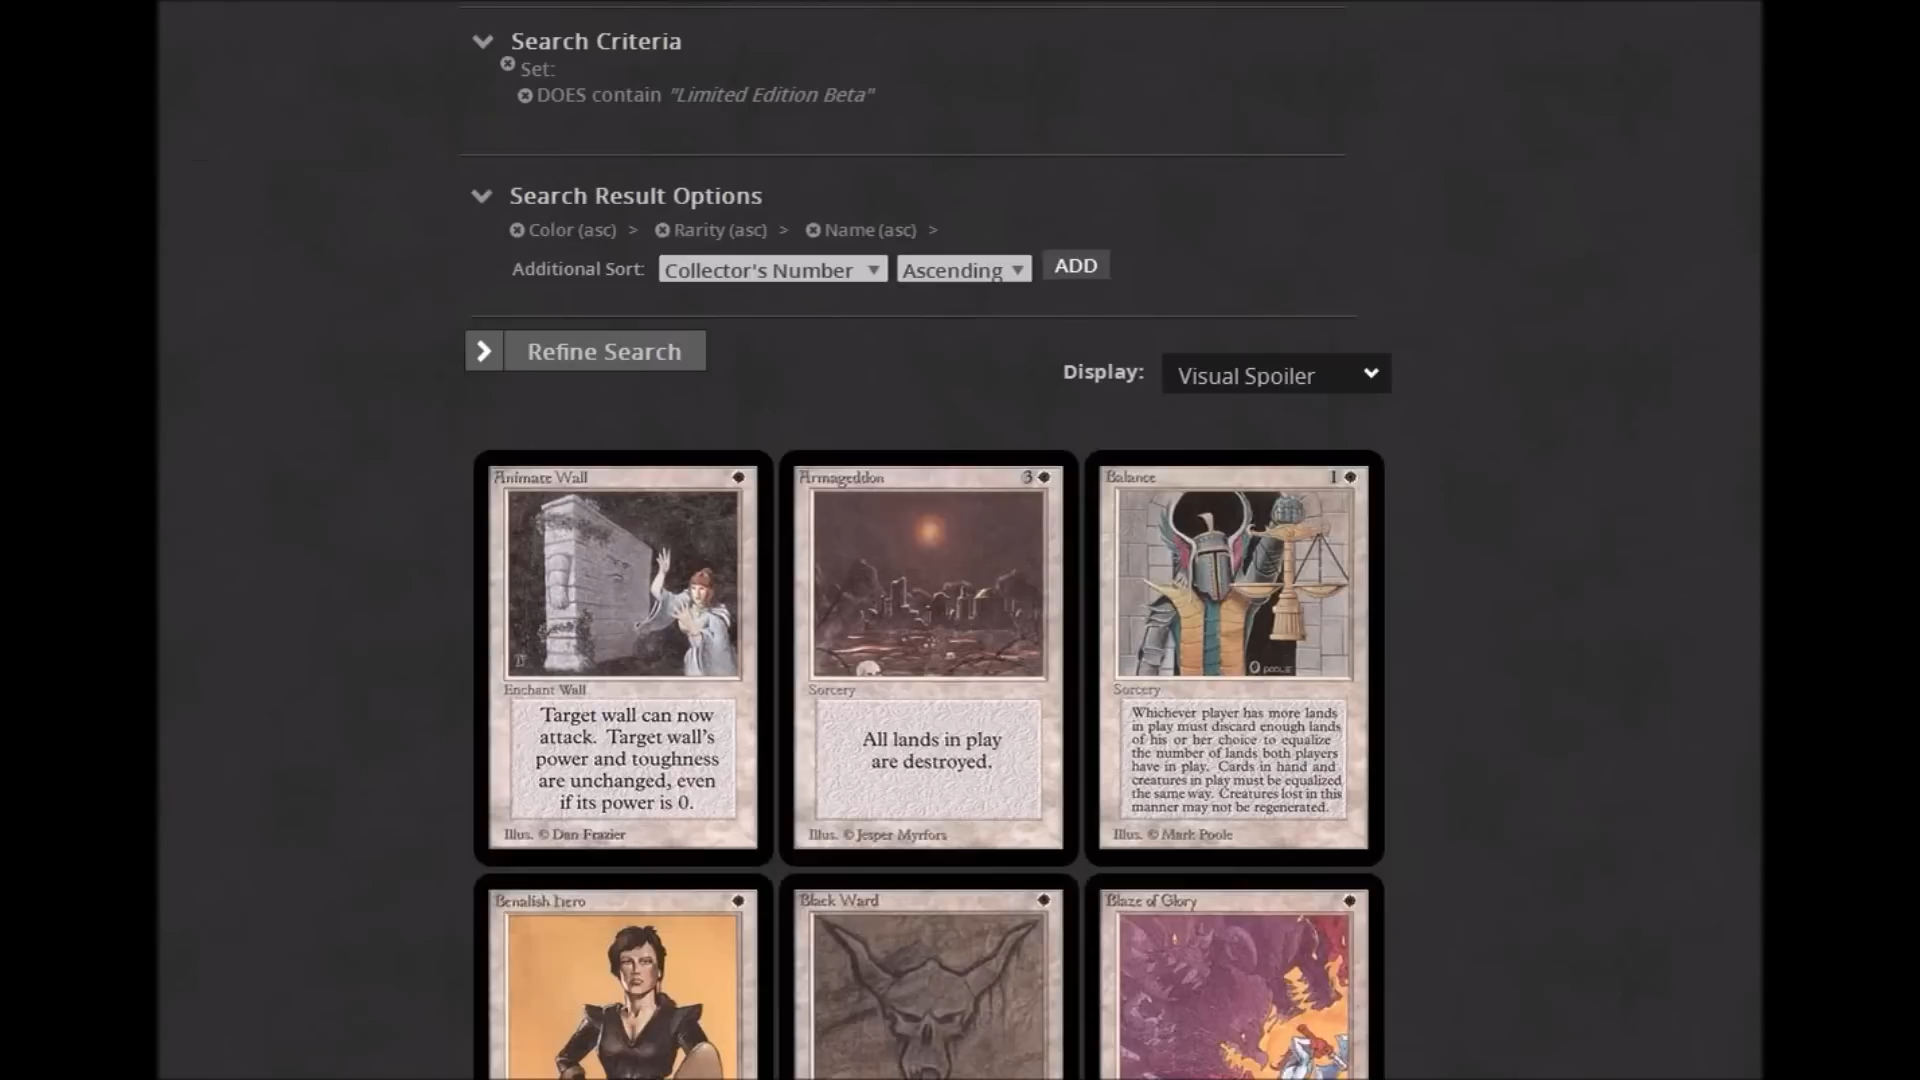 Search Criteria
Set:
DOES contain "Limited Edition Beta"
Search Result Options
Color (asc) > Rarity (asc) > Name (asc) >
Additional Sort: Collector's Number Ascending ADD
Refine Search
Display: Visual Spoiler
Animate Wall
Enchant Wall
Target wall can now
attack. Target wall's
power and toughness
are unchanged, even
if its power is 0.
Illus. © Dan Frazier
Armageddon 3
Sorcery
All lands in play
are destroyed.
Illus. © Jesper Myrfors
Balance 1
POOLE
Sorcery
Whichever player has more lands
in play must discard enough lands
of his or her choice to equalize
the number of lands both players
have in play. Cards in hand and
creatures in play must be equalized
the same way. Creatures lost in this
manner may not be regenerated.
Illus. © Mark Poole
Benalish Hero
Black Ward
Blaze of Glory